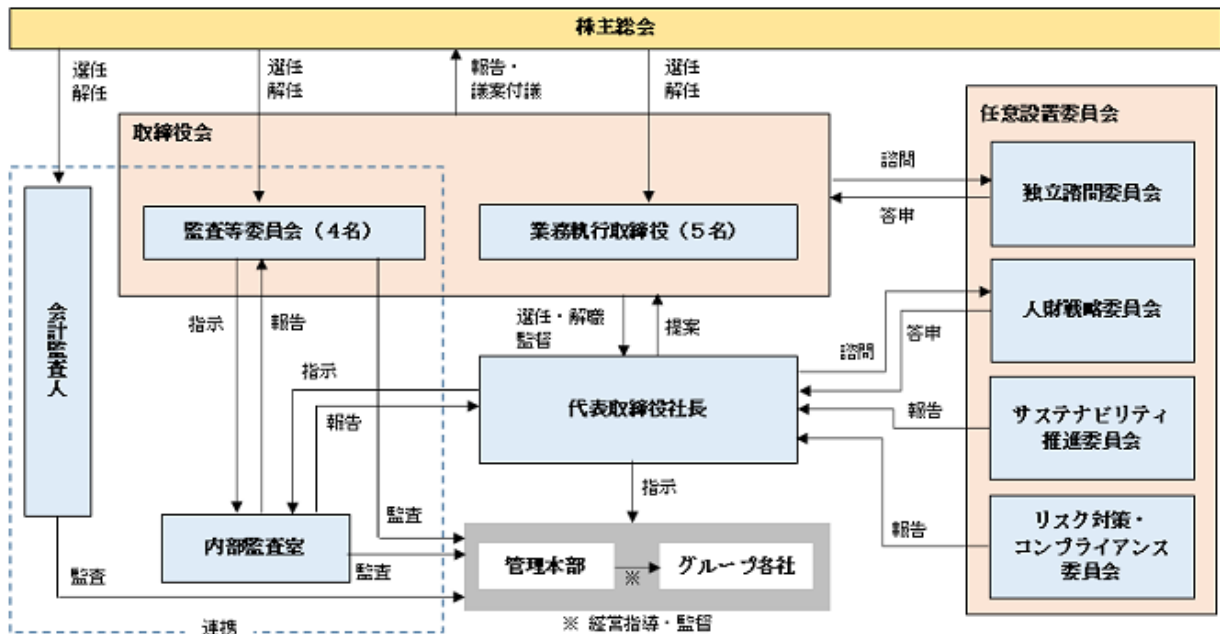 株主総会
選任
解任
選任
解任
報告・
議案付議
選任
解任
取締役会
任意設置委員会
監査等委員会(4名)
業務執行取締役(5名)
諮問
答申
独立諮問委員会
会計監査人
指示
報告
選任・解職
監督
提案
人財戦略委員会
諮問
答申
指示
報告
代表取締役社長
報告
サステナビリティ
推進委員会
指示
監査
報告
リスク対策・
コンプライアンス
委員会
内部監査室
監査
監査
管理本部
※
グループ各社
連携
※ 経営指導・監督